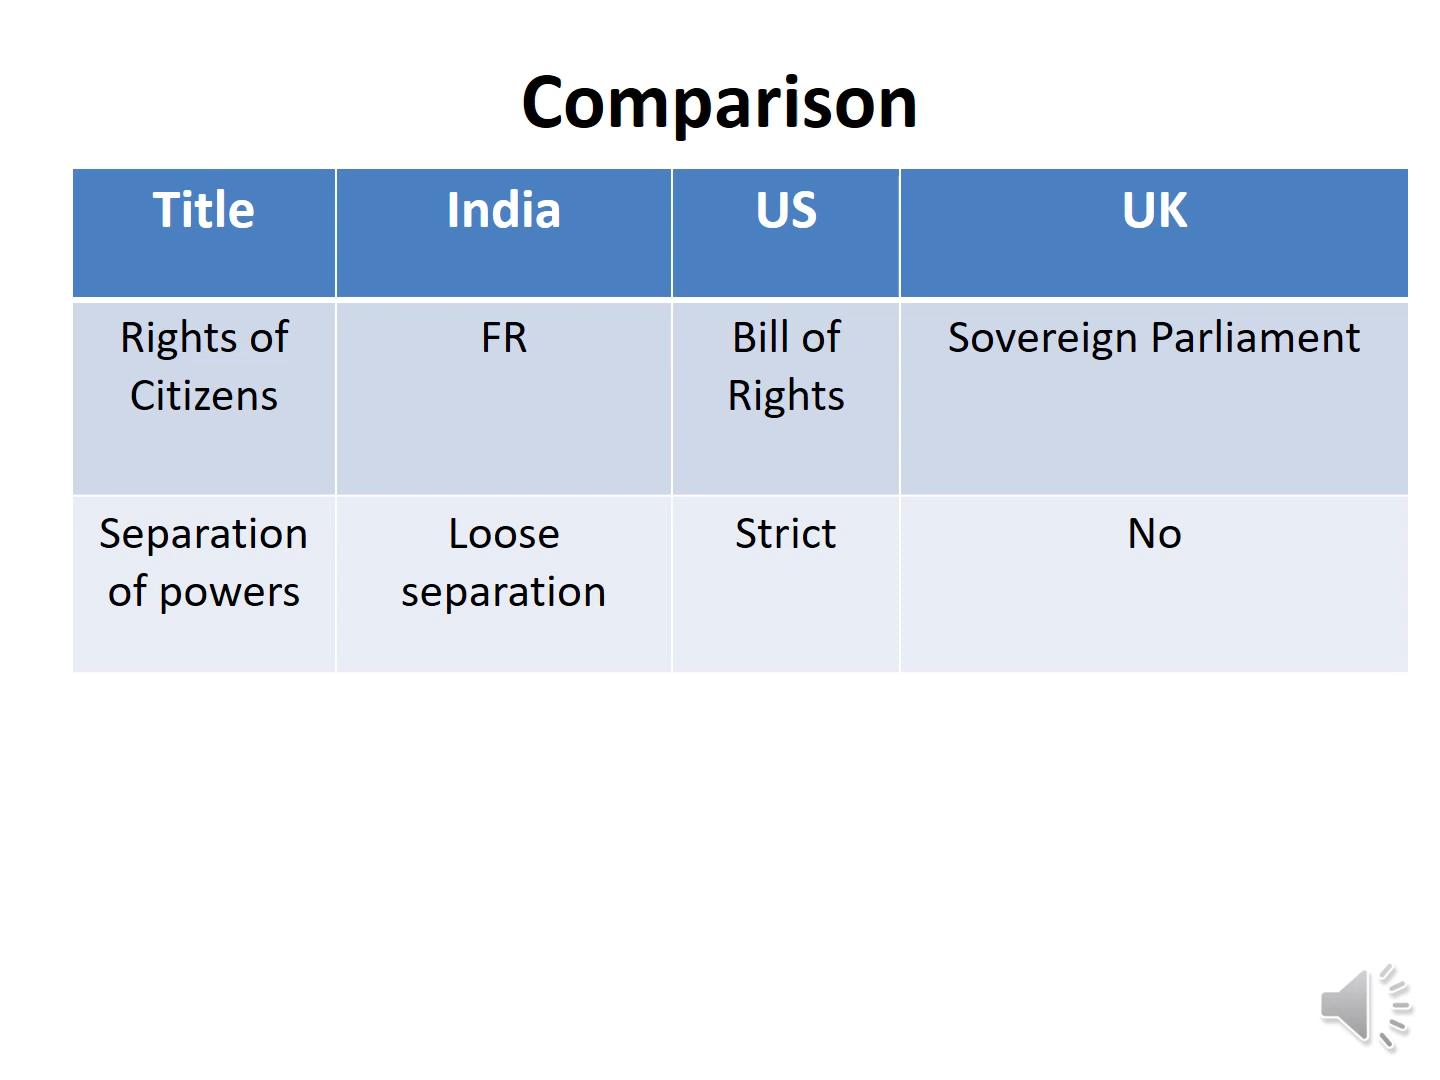 Comparison
Title India US UK
Rights of FR Bill of Sovereign Parliament
Citizens Rights
Separation Loose Strict No
of powers separation